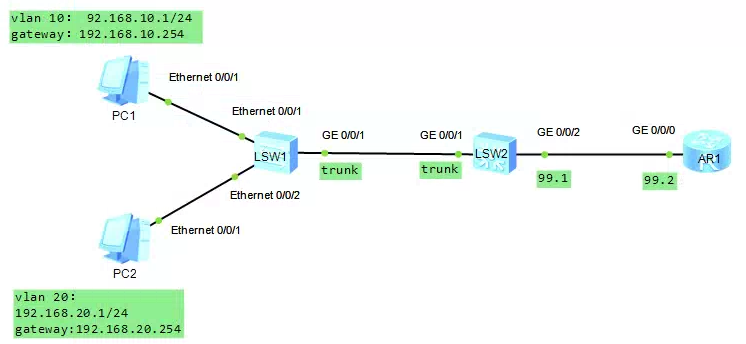 vlan 10:  92.168.10.1/24
gateway: 192.168.10.254
Ethernet 0/0/1
PC1
Ethernet 0/0/1
GE 0/0/1
GE 0/0/1
GE 0/0/2
GE 0/0/0
LSW1
LSW2
AR1
trunk
trunk
99.1
99.2
Ethernet 0/0/2
Ethernet 0/0/1
PC2
vlan 20:
192.168.20.1/24
gateway:192.168.20.254